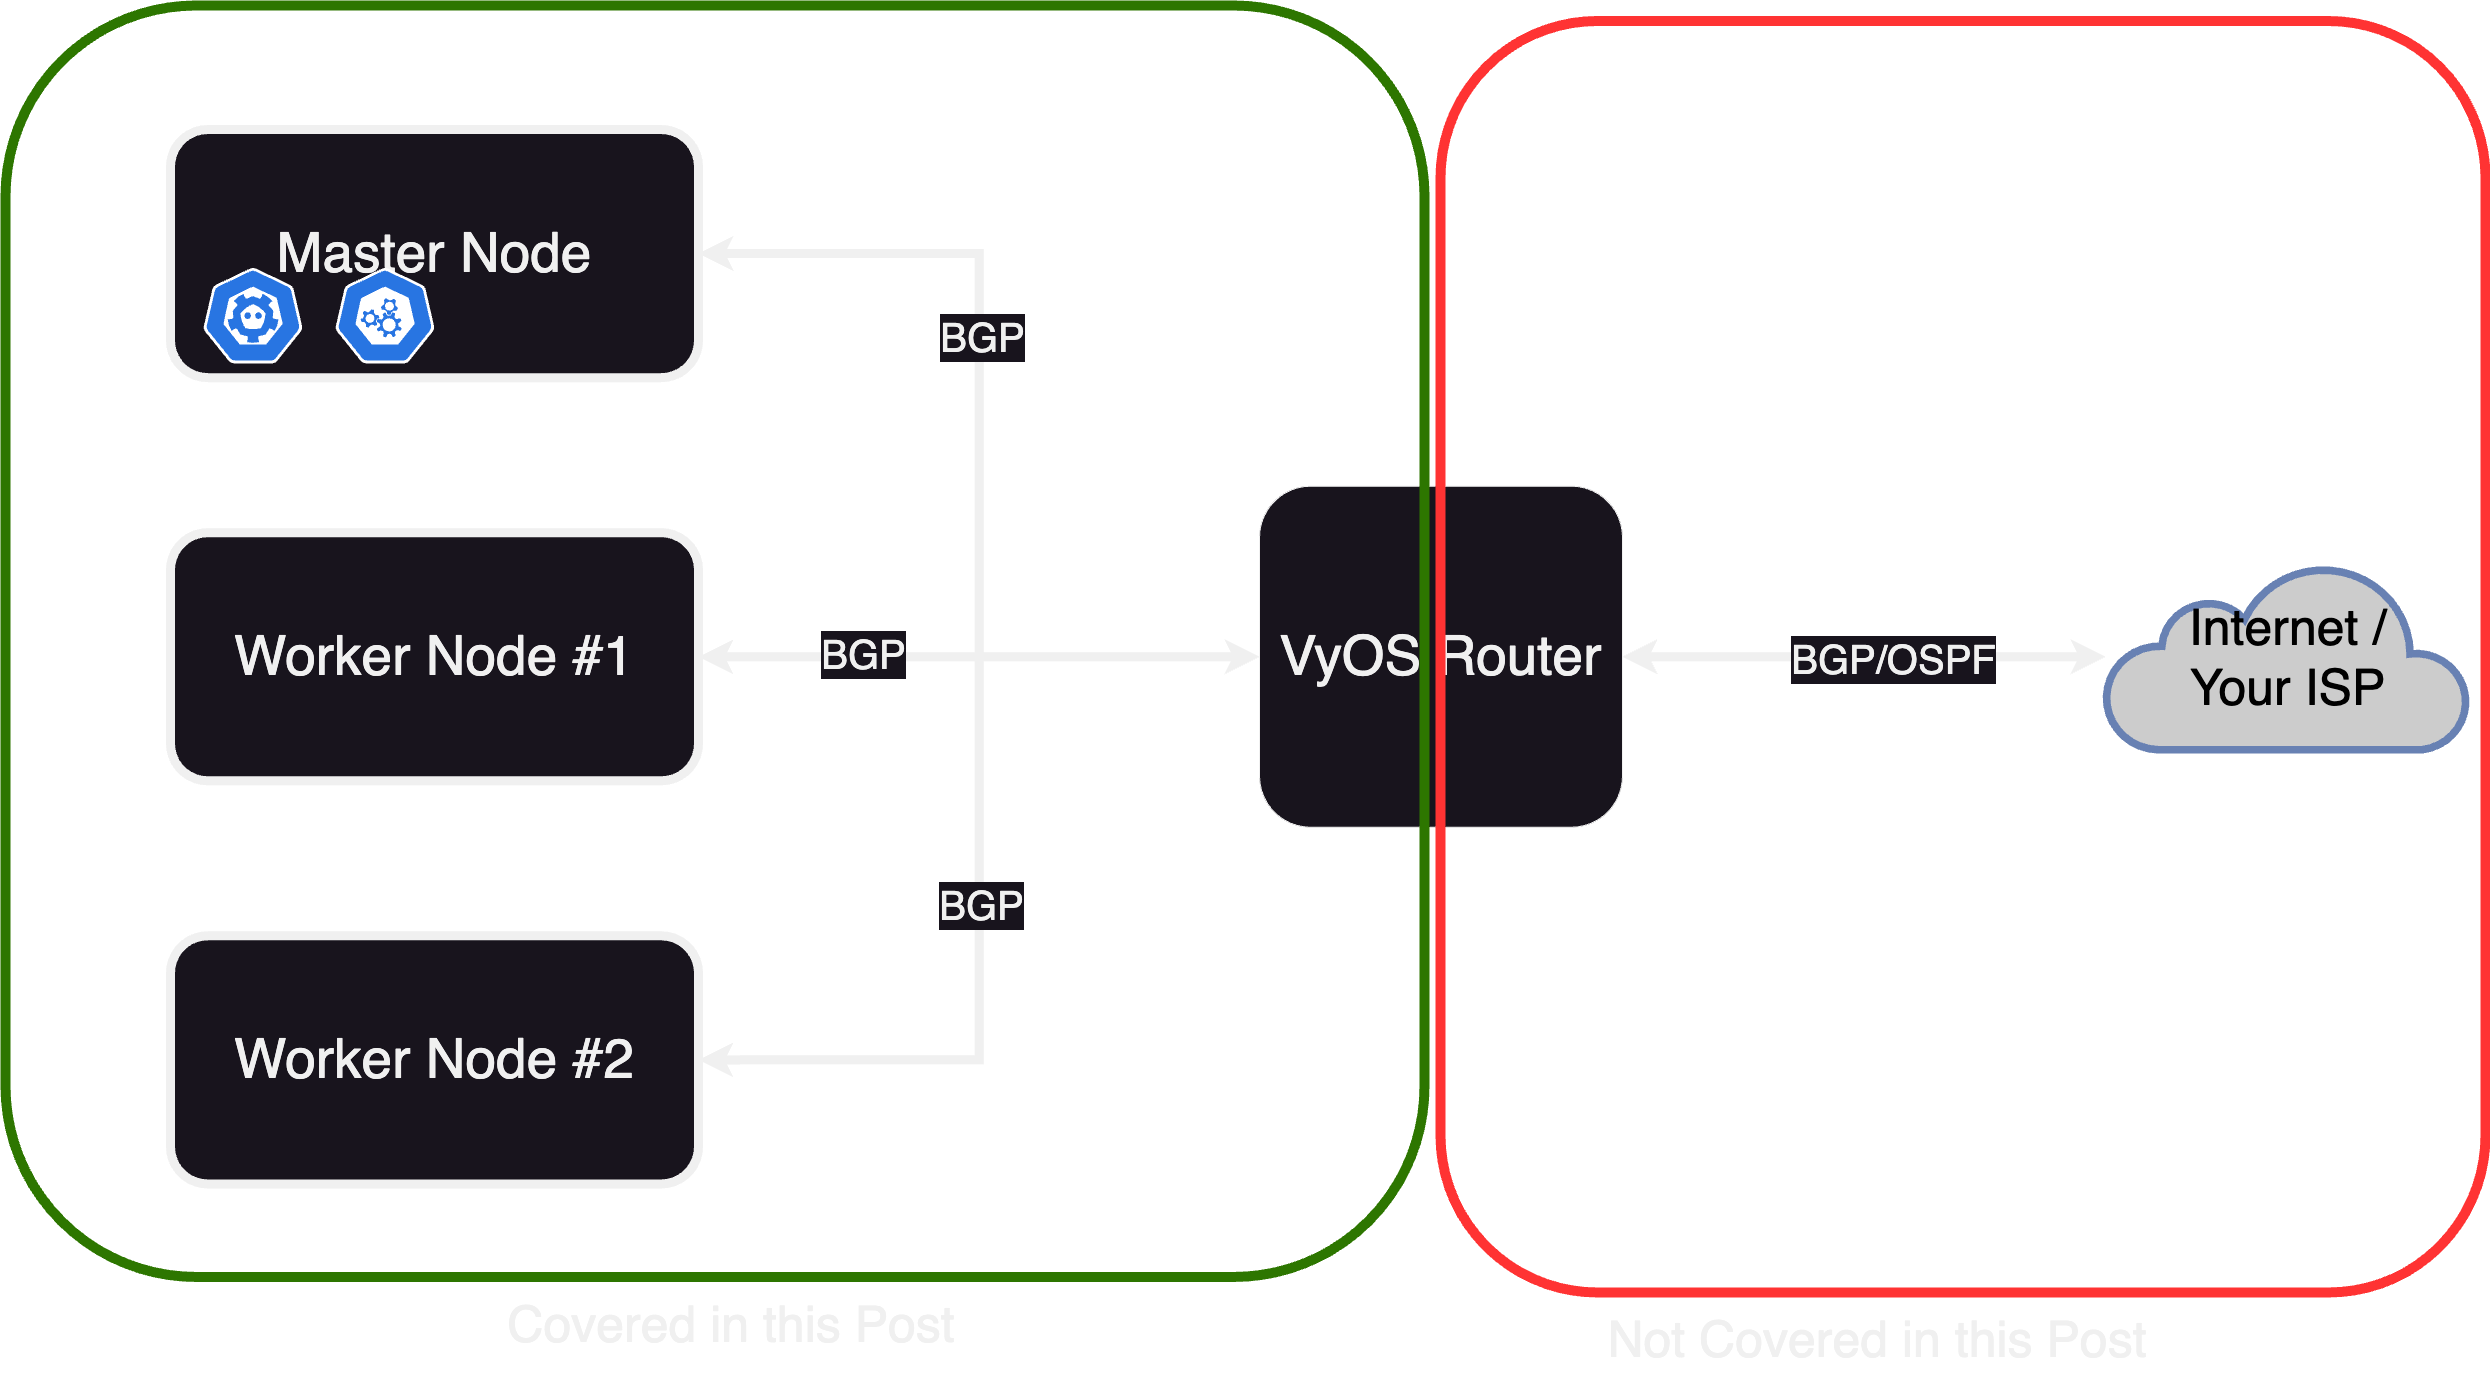 Master Node
BGP
Worker Node #1
BGP
VyOS Router
BGP/OSPF
Internet /
Your ISP
BGP
Worker Node #2
Covered in this Post
Not Covered in this Post